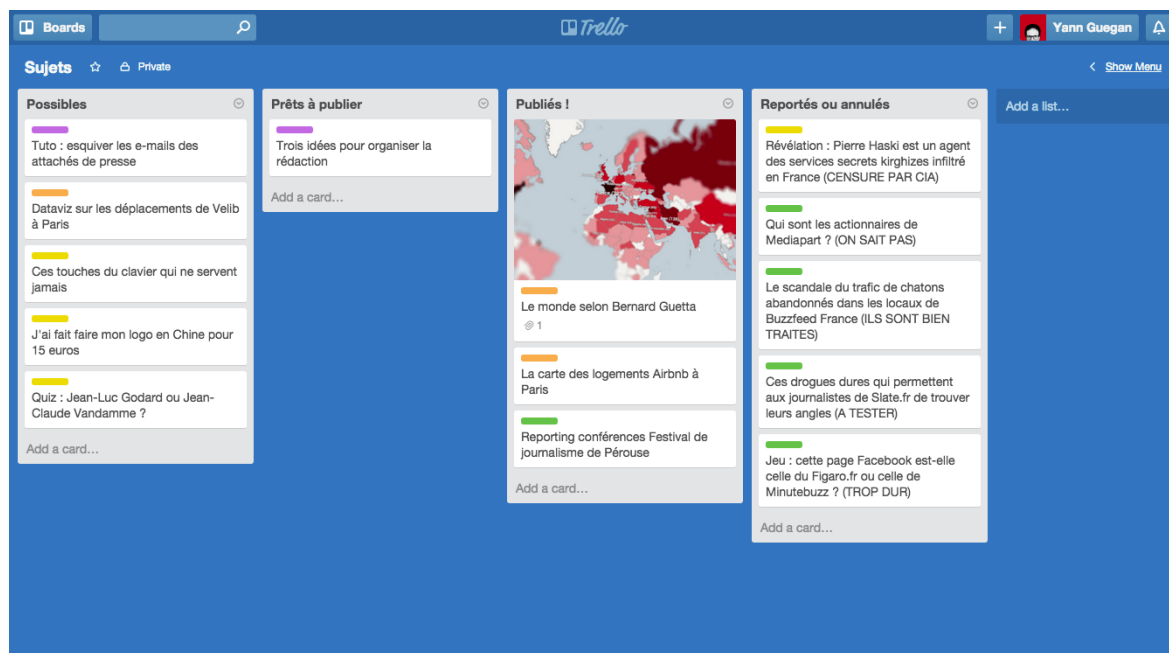 Boards
Trello
Yann Guegan
Sujets
Private
Show Menu
Possibles
Tuto : esquiver les e-mails des
attachés de presse
Dataviz sur les déplacements de Velib
à Paris
Ces touches du clavier qui ne servent
jamais
J'ai fait faire mon logo en Chine pour
15 euros
Quiz : Jean-Luc Godard ou Jean-
Claude Vandamme ?
Add a card...
Prêts à publier
Trois idées pour organiser la
rédaction
Add a card...
Publiés !
Le monde selon Bernard Guetta
1
La carte des logements Airbnb à
Paris
Reporting conférences Festival de
journalisme de Pérouse
Add a card...
Reportés ou annulés
Révélation : Pierre Haski est un agent
des services secrets kirghizes infiltré
en France (CENSURE PAR CIA)
Qui sont les actionnaires de
Mediapart ? (ON SAIT PAS)
Le scandale du trafic de chatons
abandonnés dans les locaux de
Buzzfeed France (ILS SONT BIEN
TRAITES)
Ces drogues dures qui permettent
aux journalistes de Slate.fr de trouver
leurs angles (A TESTER)
Jeu : cette page Facebook est-elle
celle du Figaro.fr ou celle de
Minutebuzz ? (TROP DUR)
Add a card...
Add a list...